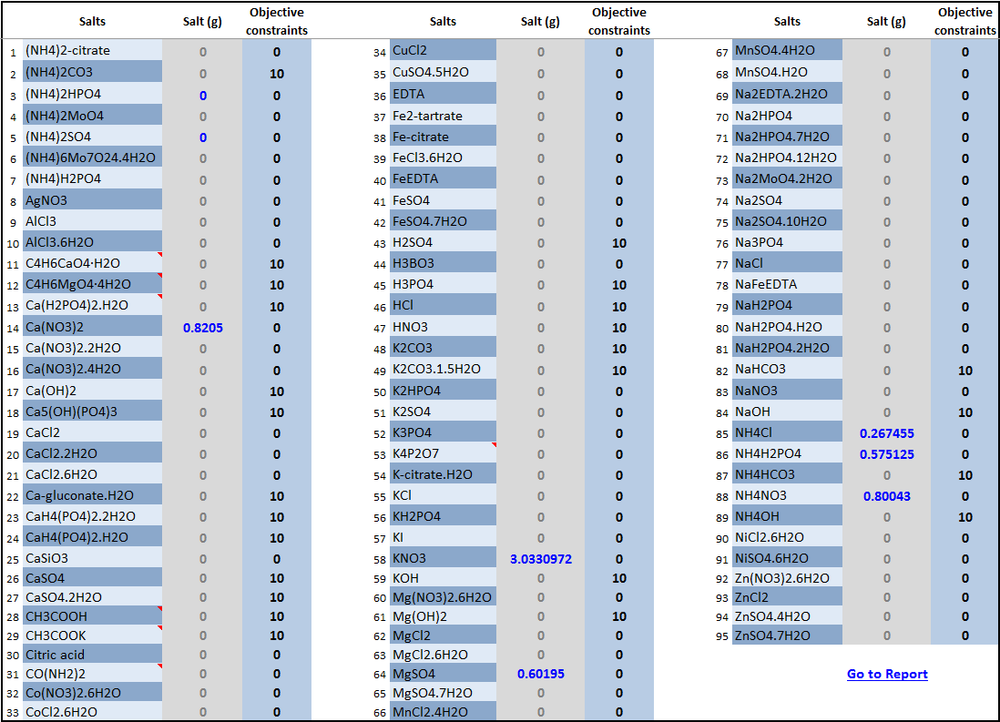 Salts Salt (g) Objective constraints Salts Salt (g) Objective constraints Salts Salt (g) Objective constraints
1 (NH4)2-citrate 0 0 34 CuCl2 0 0 67 MnSO4.4H2O 0 0
2 (NH4)2CO3 0 10 35 CuSO4.5H2O 0 0 68 MnSO4.H2O 0 0
3 (NH4)2HPO4 0 0 36 EDTA 0 0 69 Na2EDTA.2H2O 0 0
4 (NH4)2MoO4 0 0 37 Fe2-tartrate 0 0 70 Na2HPO4 0 0
5 (NH4)2SO4 0 0 38 Fe-citrate 0 0 71 Na2HPO4.7H2O 0 0
6 (NH4)6Mo7O24.4H2O 0 0 39 FeCl3.6H2O 0 0 72 Na2HPO4.12H2O 0 0
7 (NH4)H2PO4 0 0 40 FeEDTA 0 0 73 Na2MoO4.2H2O 0 0
8 AgNO3 0 0 41 FeSO4 0 0 74 Na2SO4 0 0
9 AlCl3 0 0 42 FeSO4.7H2O 0 0 75 Na2SO4.10H2O 0 0
10 AlCl3.6H2O 0 0 43 H2SO4 0 10 76 Na3PO4 0 0
11 C4H6CaO4·H2O 0 10 44 H3BO3 0 0 77 NaCl 0 0
12 C4H6MgO4·4H2O 0 10 45 H3PO4 0 10 78 NaFeEDTA 0 0
13 Ca(H2PO4)2.H2O 0 10 46 HCl 0 10 79 NaH2PO4 0 0
14 Ca(NO3)2 0.8205 0 47 HNO3 0 10 80 NaH2PO4.H2O 0 0
15 Ca(NO3)2.2H2O 0 0 48 K2CO3 0 10 81 NaH2PO4.2H2O 0 0
16 Ca(NO3)2.4H2O 0 0 49 K2CO3.1.5H2O 0 10 82 NaHCO3 0 10
17 Ca(OH)2 0 10 50 K2HPO4 0 0 83 NaNO3 0 0
18 Ca5(OH)(PO4)3 0 10 51 K2SO4 0 0 84 NaOH 0 10
19 CaCl2 0 0 52 K3PO4 0 0 85 NH4Cl 0.267455 0
20 CaCl2.2H2O 0 0 53 K4P2O7 0 0 86 NH4H2PO4 0.575125 0
21 CaCl2.6H2O 0 0 54 K-citrate.H2O 0 0 87 NH4HCO3 0 10
22 Ca-gluconate.H2O 0 10 55 KCl 0 0 88 NH4NO3 0.80043 0
23 CaH4(PO4)2.2H2O 0 10 56 KH2PO4 0 0 89 NH4OH 0 10
24 CaH4(PO4)2.H2O 0 10 57 KI 0 0 90 NiCl2.6H2O 0 0
25 CaSiO3 0 0 58 KNO3 3.0330972 0 91 NiSO4.6H2O 0 0
26 CaSO4 0 10 59 KOH 0 10 92 Zn(NO3)2.6H2O 0 0
27 CaSO4.2H2O 0 10 60 Mg(NO3)2.6H2O 0 0 93 ZnCl2 0 0
28 CH3COOH 0 10 61 Mg(OH)2 0 10 94 ZnSO4.4H2O 0 0
29 CH3COOK 0 10 62 MgCl2 0 0 95 ZnSO4.7H2O 0 0
30 Citric acid 0 0 63 MgCl2.6H2O 0 0
31 CO(NH2)2 0 0 64 MgSO4 0.60195 0 Go to Report
32 Co(NO3)2.6H2O 0 0 65 MgSO4.7H2O 0 0
33 CoCl2.6H2O 0 0 66 MnCl2.4H2O 0 0